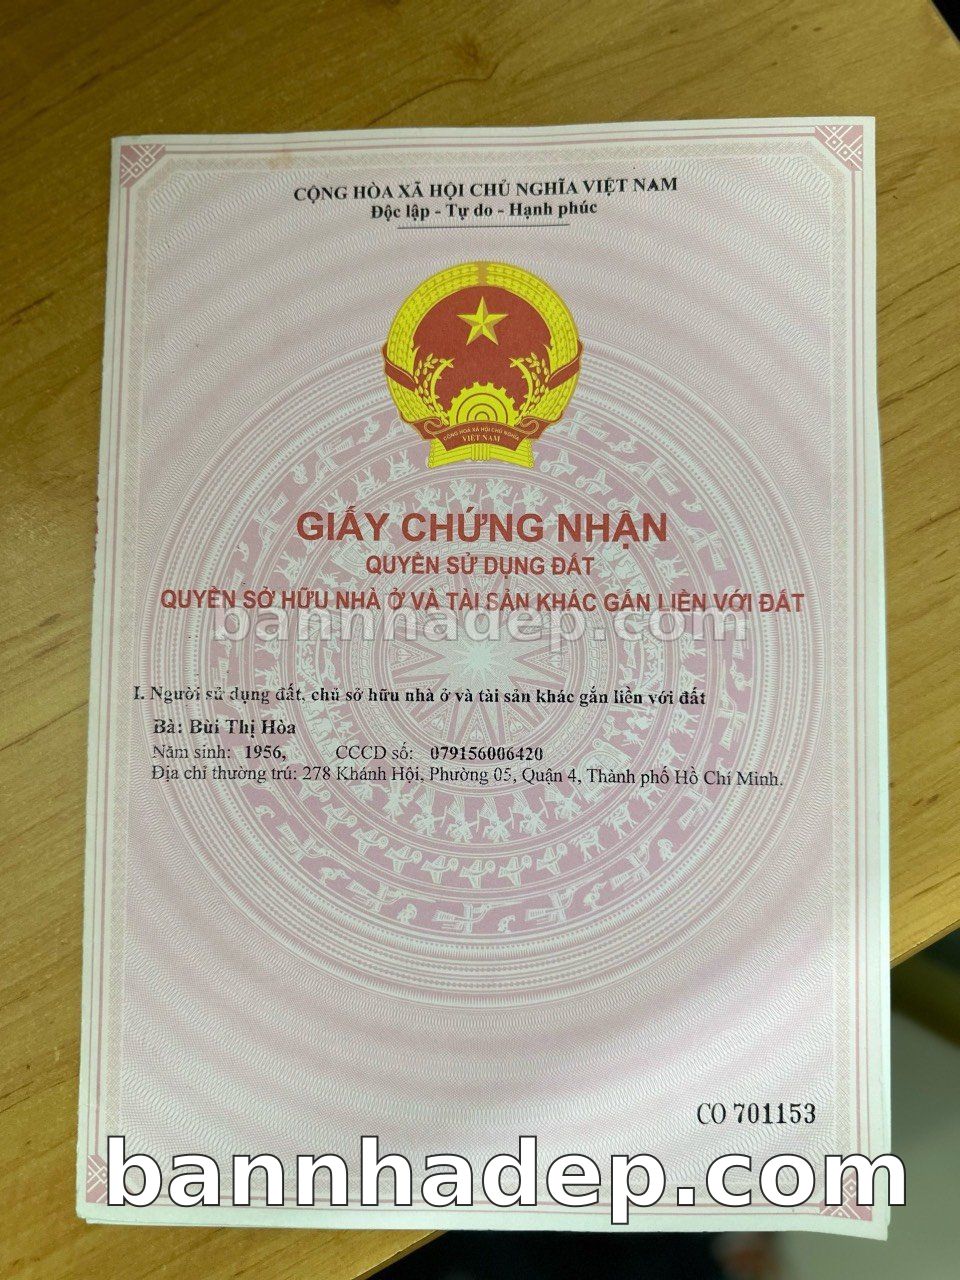 CỘNG HÒA XÃ HỘI CHỦ NGHĨA VIỆT NAM
Độc lập - Tự do - Hạnh phúc
CỘNG HOÀ XÃ HỘI CHỦ NGHĨA
VIỆT NAM
GIẤY CHỨNG NHẬN
QUYỀN SỬ DỤNG ĐẤT
QUYỀN SỞ HỮU NHÀ Ở VÀ TÀI SẢN KHÁC GẮN LIỀN VỚI ĐẤT
bannhadep.com
I. Người sử dụng đất, chủ sở hữu nhà ở và tài sản khác gắn liền với đất
Bà: Bùi Thị Hòa
Năm sinh: 1956, CCCD số: 079156006420
Địa chỉ thường trú: 278 Khánh Hội, Phường 05, Quận 4, Thành phố Hồ Chí Minh.
CO 701153
bannhadep.com